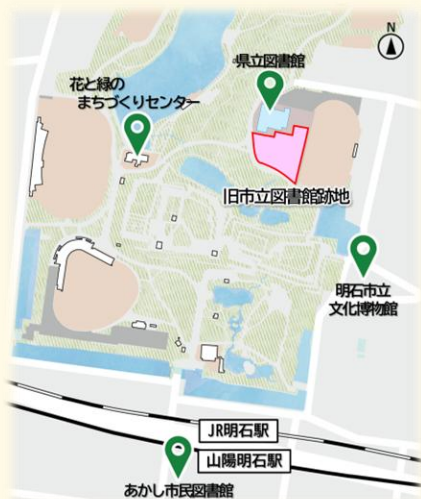 N
県立図書館
花と緑の
まちづくりセンター
旧市立図書館跡地
明石市立
文化博物館
JR明石駅
山陽明石駅
あかし市民図書館